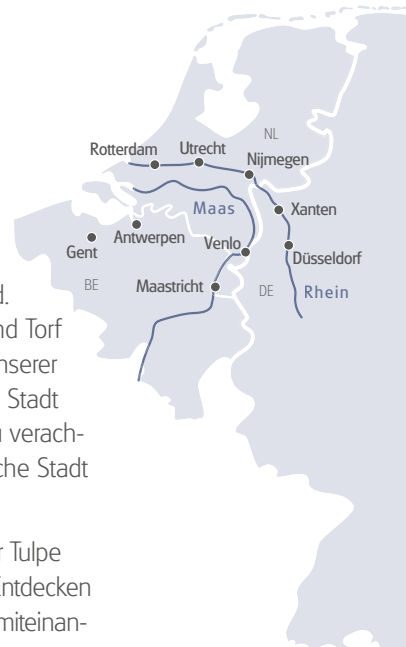 NL
Rotterdam
Utrecht
Nijmegen
Maas
Xanten
Antwerpen
Gent
Venlo
Düsseldorf
BE
Maastricht
DE
Rhein
d.
nd Torf
nserer
Stadt
verach-
che Stadt
Tulpe
Entdecken
miteinan-